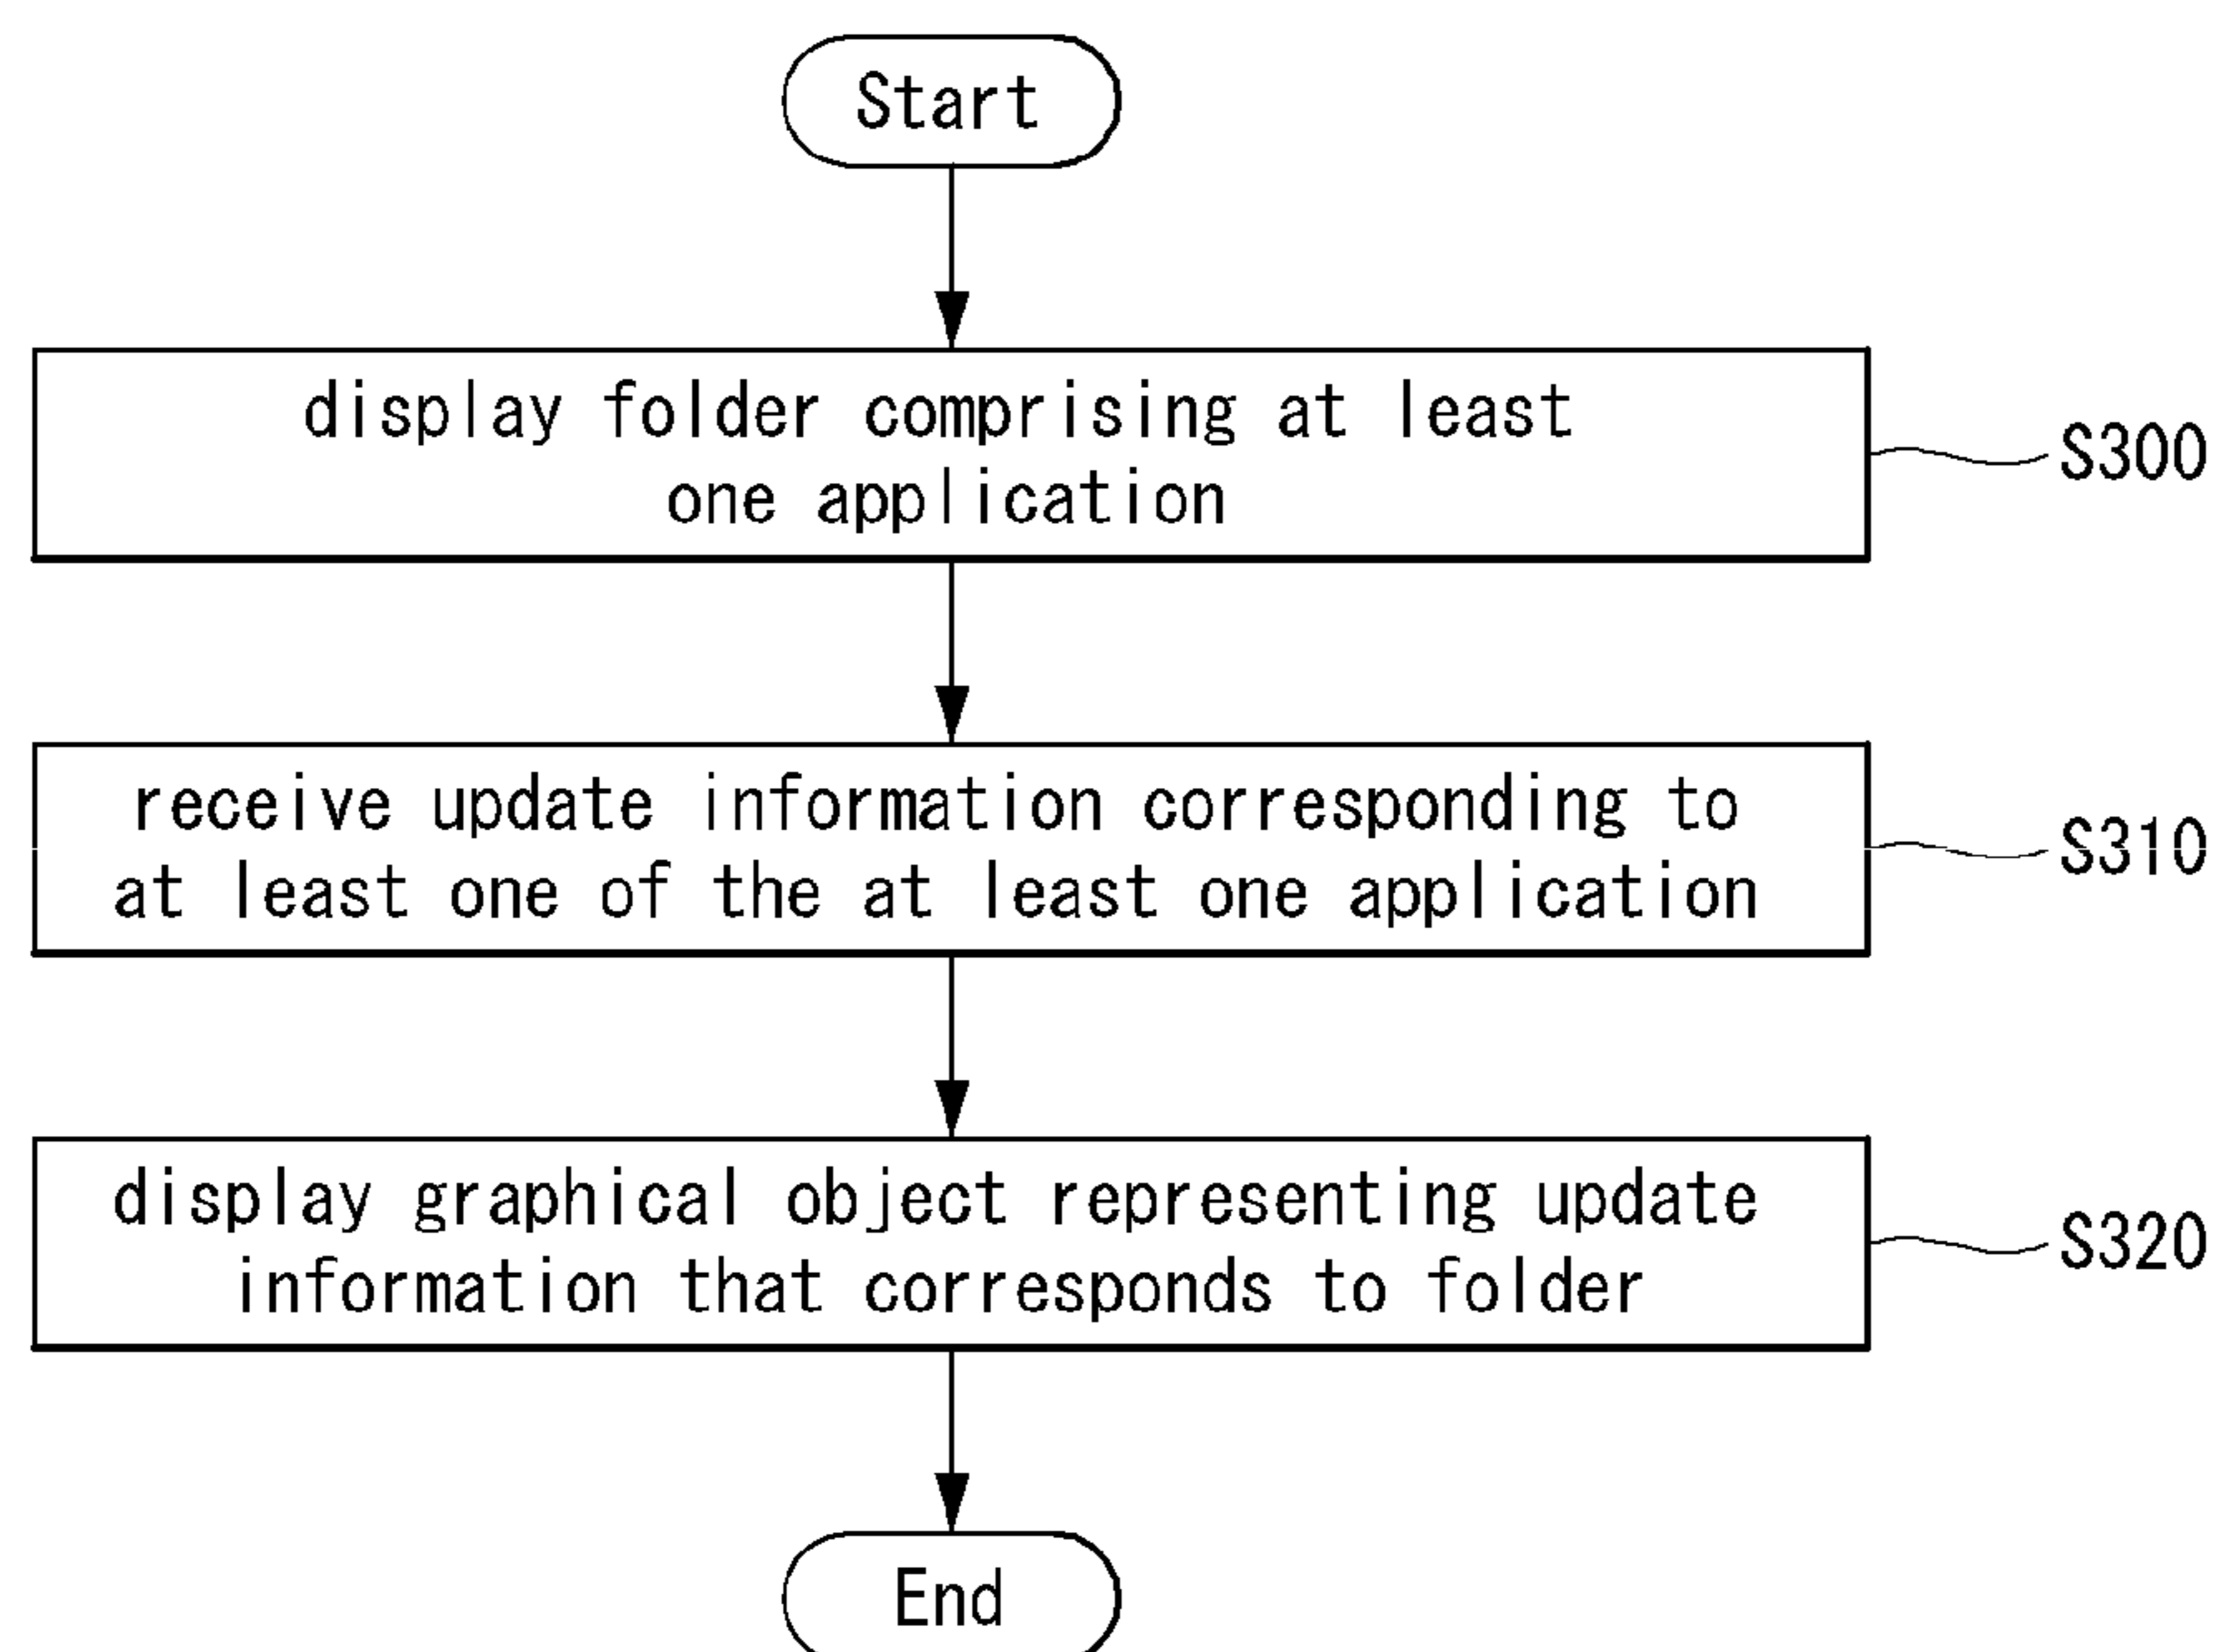 Start
display folder comprising at least
one application
S300
receive update information corresponding to
at least one of the at least one application
S310
display graphical object representing update
information that corresponds to folder
S320
End